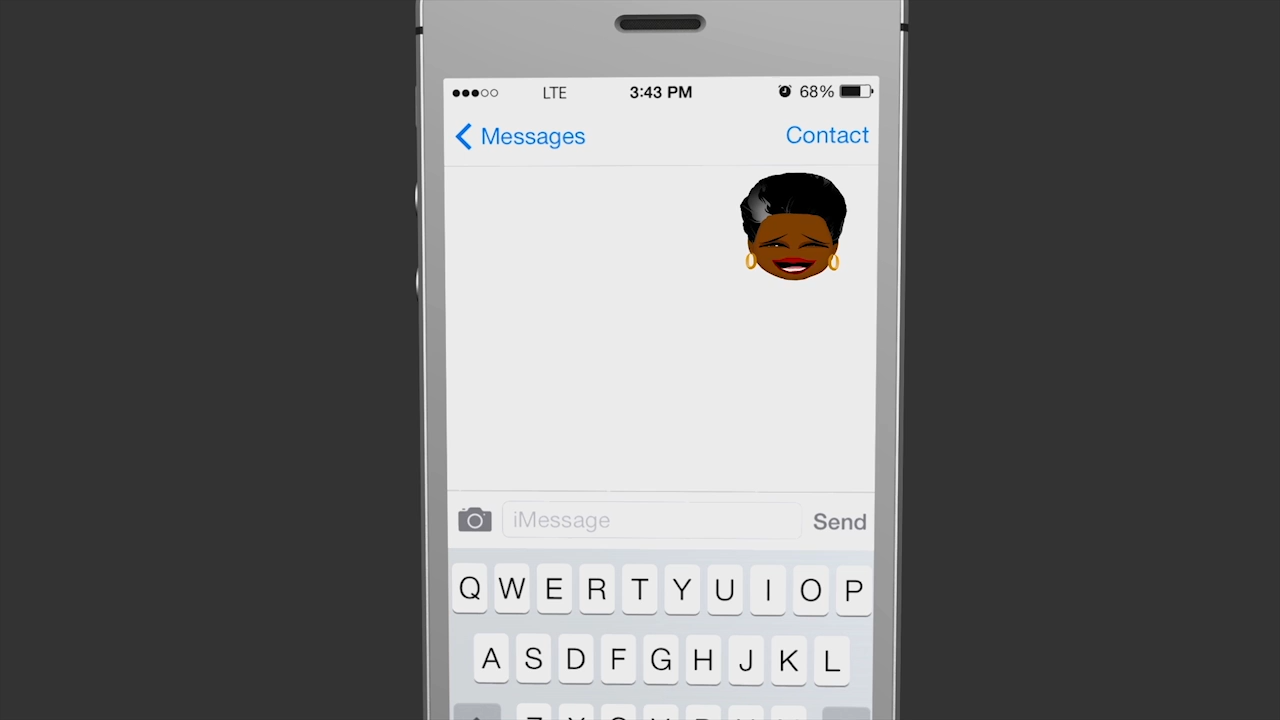 LTE 3:43 PM 68%
Messages Contact
iMessage Send
Q W E R T Y U I O P
A S D F G H J K L